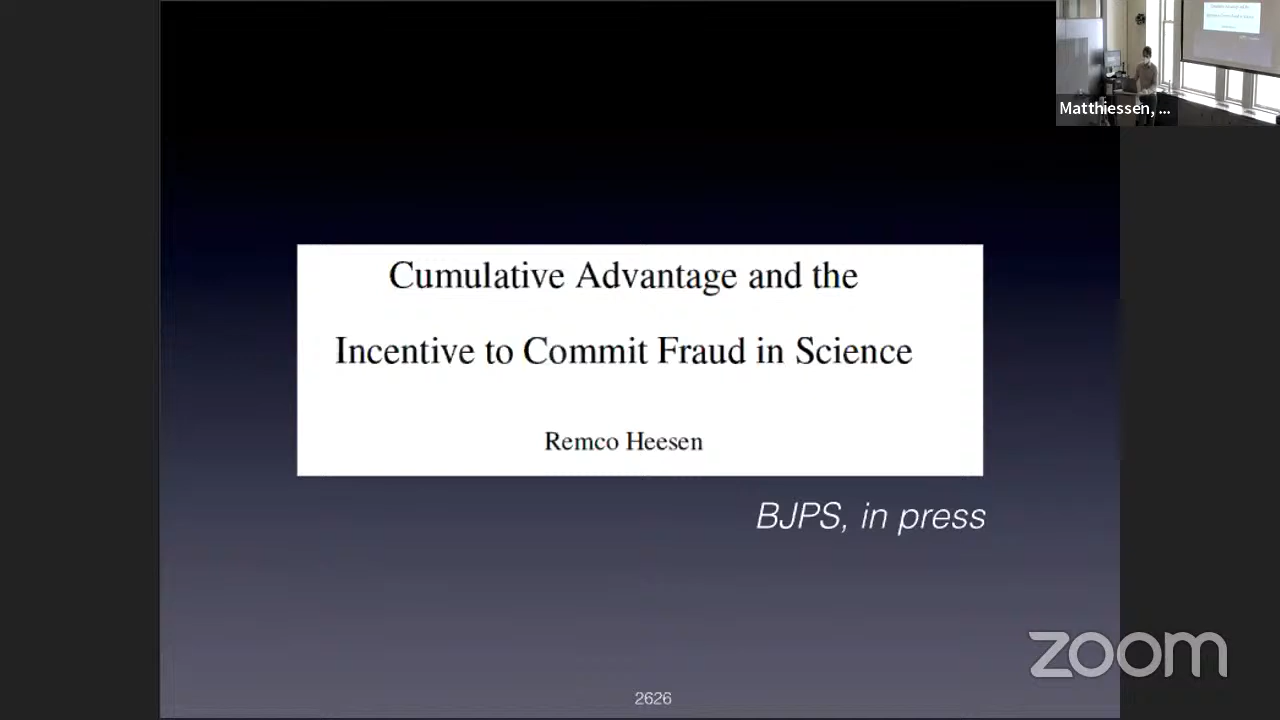 Matthiessen, ...
Cumulative Advantage and the
Incentive to Commit Fraud in Science
Remco Heesen
BJPS, in press
zoom
2626